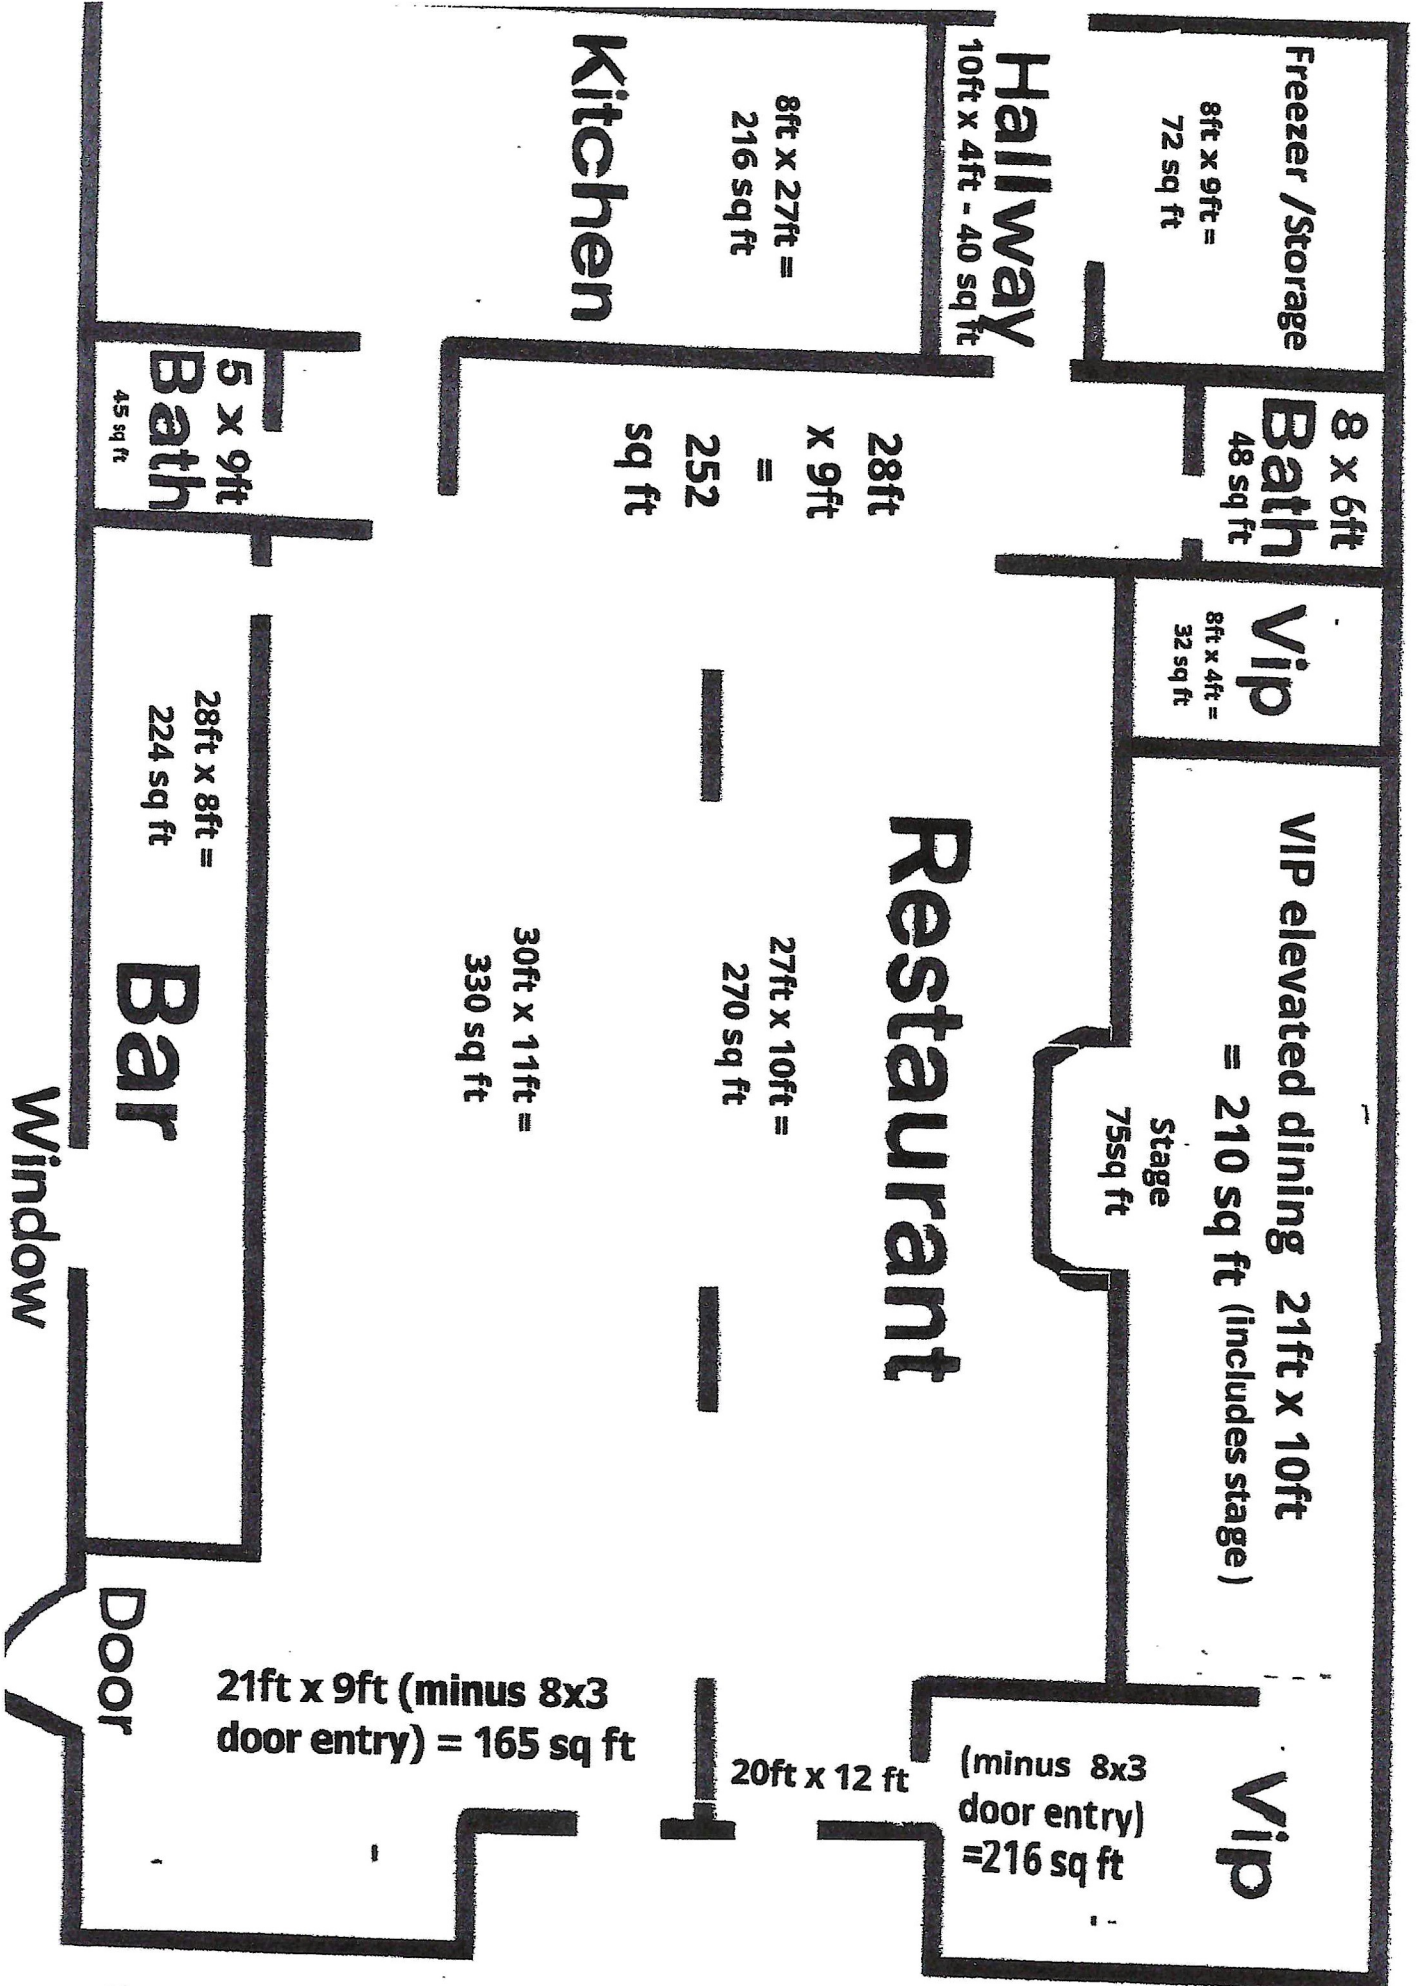 Freezer /Storage
8ft x 9ft =
72 sq ft
Hallway
10ft x 4ft - 40 sq ft
8ft x 27ft =
216 sq ft
Kitchen
8 x 6ft
Bath
48 sq ft
28ft
x 9ft
=
252
sq ft
5 x 9ft
Bath
45 sq ft
Vip
8ft x 4ft =
32 sq ft
VIP elevated dining 21ft x 10ft
= 210 sq ft (includes stage)
Stage
75sq ft
Restaurant
27ft x 10ft =
270 sq ft
30ft x 11ft =
330 sq ft
28ft x 8ft =
224 sq ft
Bar
Window
Door
21ft x 9ft (minus 8x3
door entry) = 165 sq ft
20ft x 12 ft
(minus 8x3
door entry)
=216 sq ft
Vip